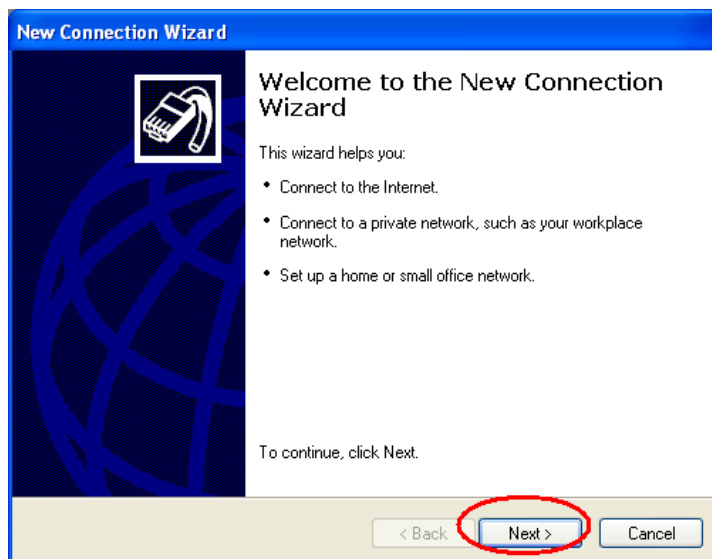 New Connection Wizard
Welcome to the New Connection
Wizard
This wizard helps you:
• Connect to the Internet.
• Connect to a private network, such as your workplace
network.
• Set up a home or small office network.
To continue, click Next.
< Back Next > Cancel